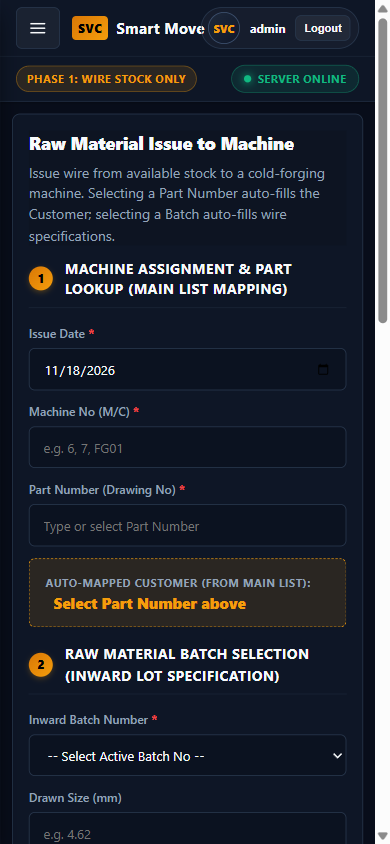 SVC Smart Move SVC admin Logout
PHASE 1: WIRE STOCK ONLY SERVER ONLINE
Raw Material Issue to Machine
Issue wire from available stock to a cold-forging
machine. Selecting a Part Number auto-fills the
Customer; selecting a Batch auto-fills wire
specifications.
1 MACHINE ASSIGNMENT & PART
LOOKUP (MAIN LIST MAPPING)
Issue Date *
11/18/2026
Machine No (M/C) *
e.g. 6, 7, FG01
Part Number (Drawing No) *
Type or select Part Number
AUTO-MAPPED CUSTOMER (FROM MAIN LIST):
Select Part Number above
2 RAW MATERIAL BATCH SELECTION
(INWARD LOT SPECIFICATION)
Inward Batch Number *
-- Select Active Batch No --
Drawn Size (mm)
e.g. 4.62